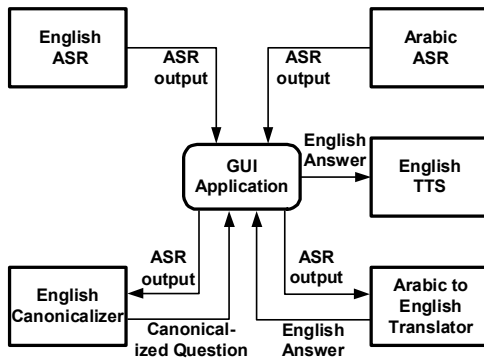 English
ASR
ASR
output
ASR
output
Arabic
ASR
GUI
Application
English
Answer
English
TTS
English
Canonicalizer
ASR
output
Canonical-
ized Question
ASR
output
English
Answer
Arabic to
English
Translator